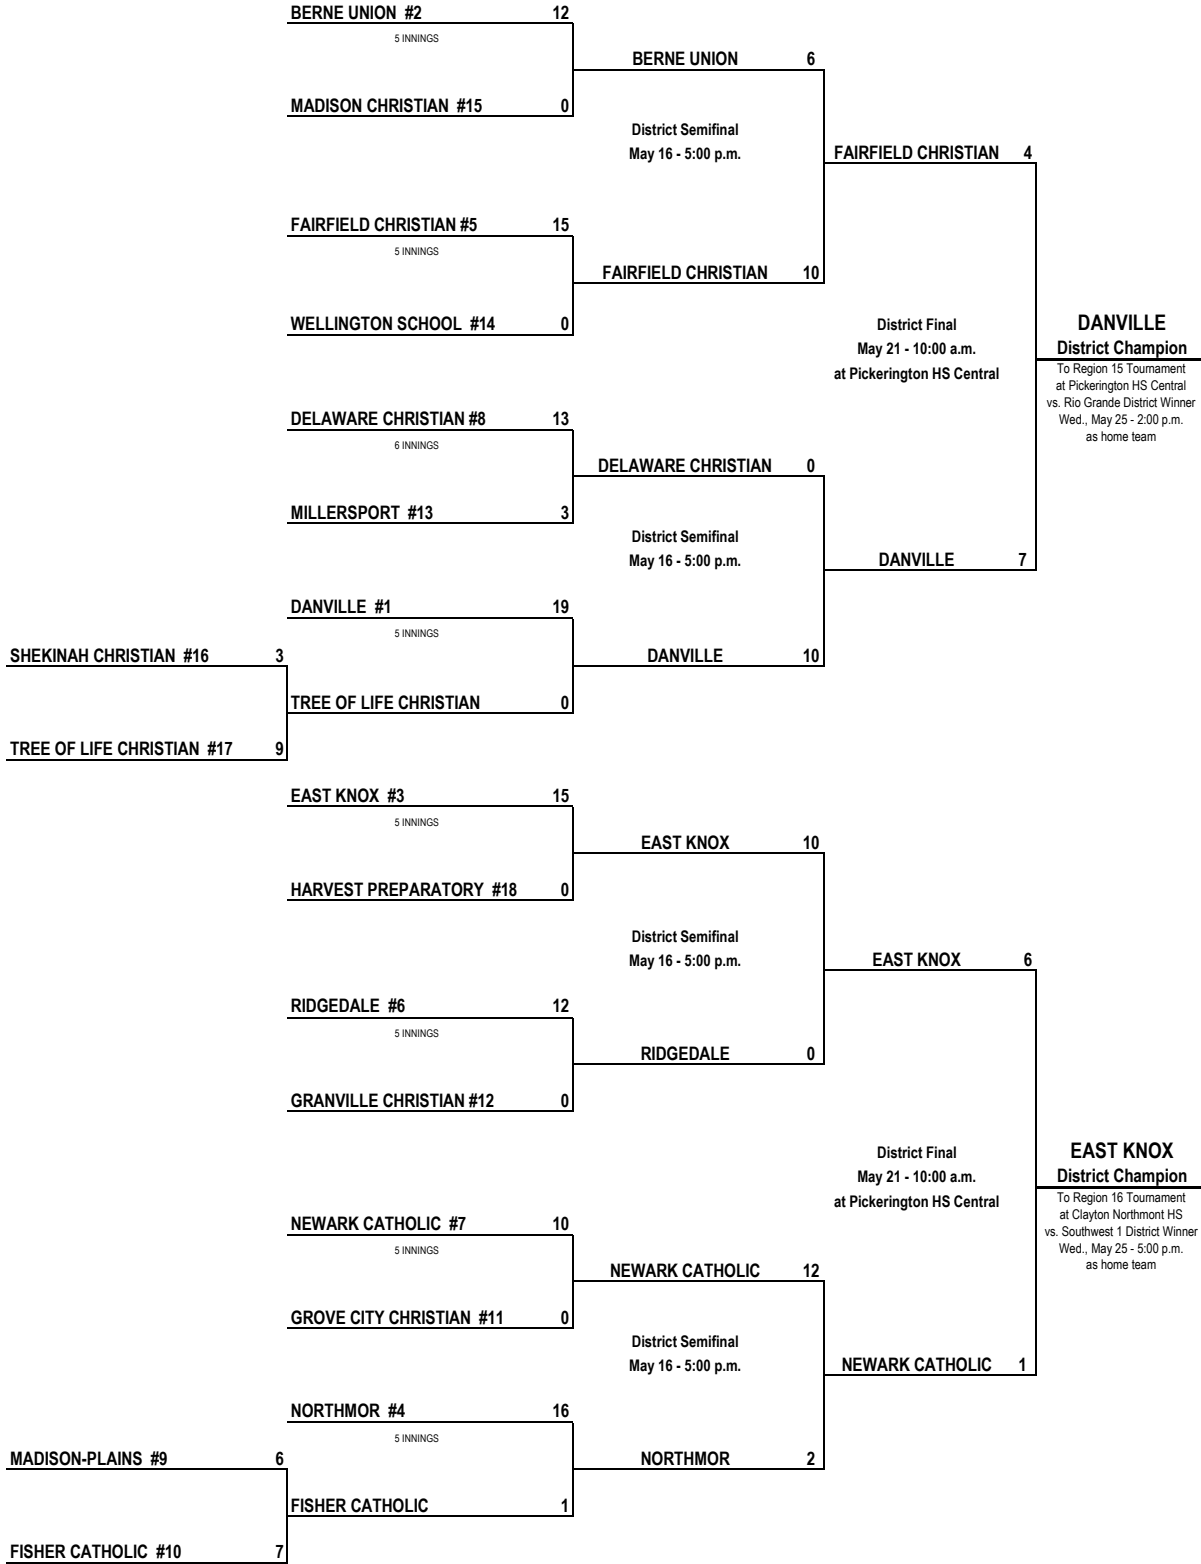 BERNE UNION #2 12
5 INNINGS
BERNE UNION 6
MADISON CHRISTIAN #15 0
District Semifinal
May 16 - 5:00 p.m.
FAIRFIELD CHRISTIAN 4
FAIRFIELD CHRISTIAN #5 15
5 INNINGS
FAIRFIELD CHRISTIAN 10
WELLINGTON SCHOOL #14 0
District Final
May 21 - 10:00 a.m.
at Pickerington HS Central
DANVILLE
District Champion
To Region 15 Tournament
at Pickerington HS Central
vs. Rio Grande District Winner
Wed., May 25 - 2:00 p.m.
as home team
DELAWARE CHRISTIAN #8 13
6 INNINGS
DELAWARE CHRISTIAN 0
MILLERSPORT #13 3
District Semifinal
May 16 - 5:00 p.m.
DANVILLE 7
DANVILLE #1 19
5 INNINGS
SHEKINAH CHRISTIAN #16 3
DANVILLE 10
TREE OF LIFE CHRISTIAN 0
TREE OF LIFE CHRISTIAN #17 9
EAST KNOX #3 15
5 INNINGS
EAST KNOX 10
HARVEST PREPARATORY #18 0
District Semifinal
May 16 - 5:00 p.m.
EAST KNOX 6
RIDGEDALE #6 12
5 INNINGS
RIDGEDALE 0
GRANVILLE CHRISTIAN #12 0
District Final
May 21 - 10:00 a.m.
at Pickerington HS Central
EAST KNOX
District Champion
To Region 16 Tournament
at Clayton Northmont HS
vs. Southwest 1 District Winner
Wed., May 25 - 5:00 p.m.
as home team
NEWARK CATHOLIC #7 10
5 INNINGS
NEWARK CATHOLIC 12
GROVE CITY CHRISTIAN #11 0
District Semifinal
May 16 - 5:00 p.m.
NEWARK CATHOLIC 1
NORTHMOR #4 16
5 INNINGS
MADISON-PLAINS #9 6
NORTHMOR 2
FISHER CATHOLIC 1
FISHER CATHOLIC #10 7